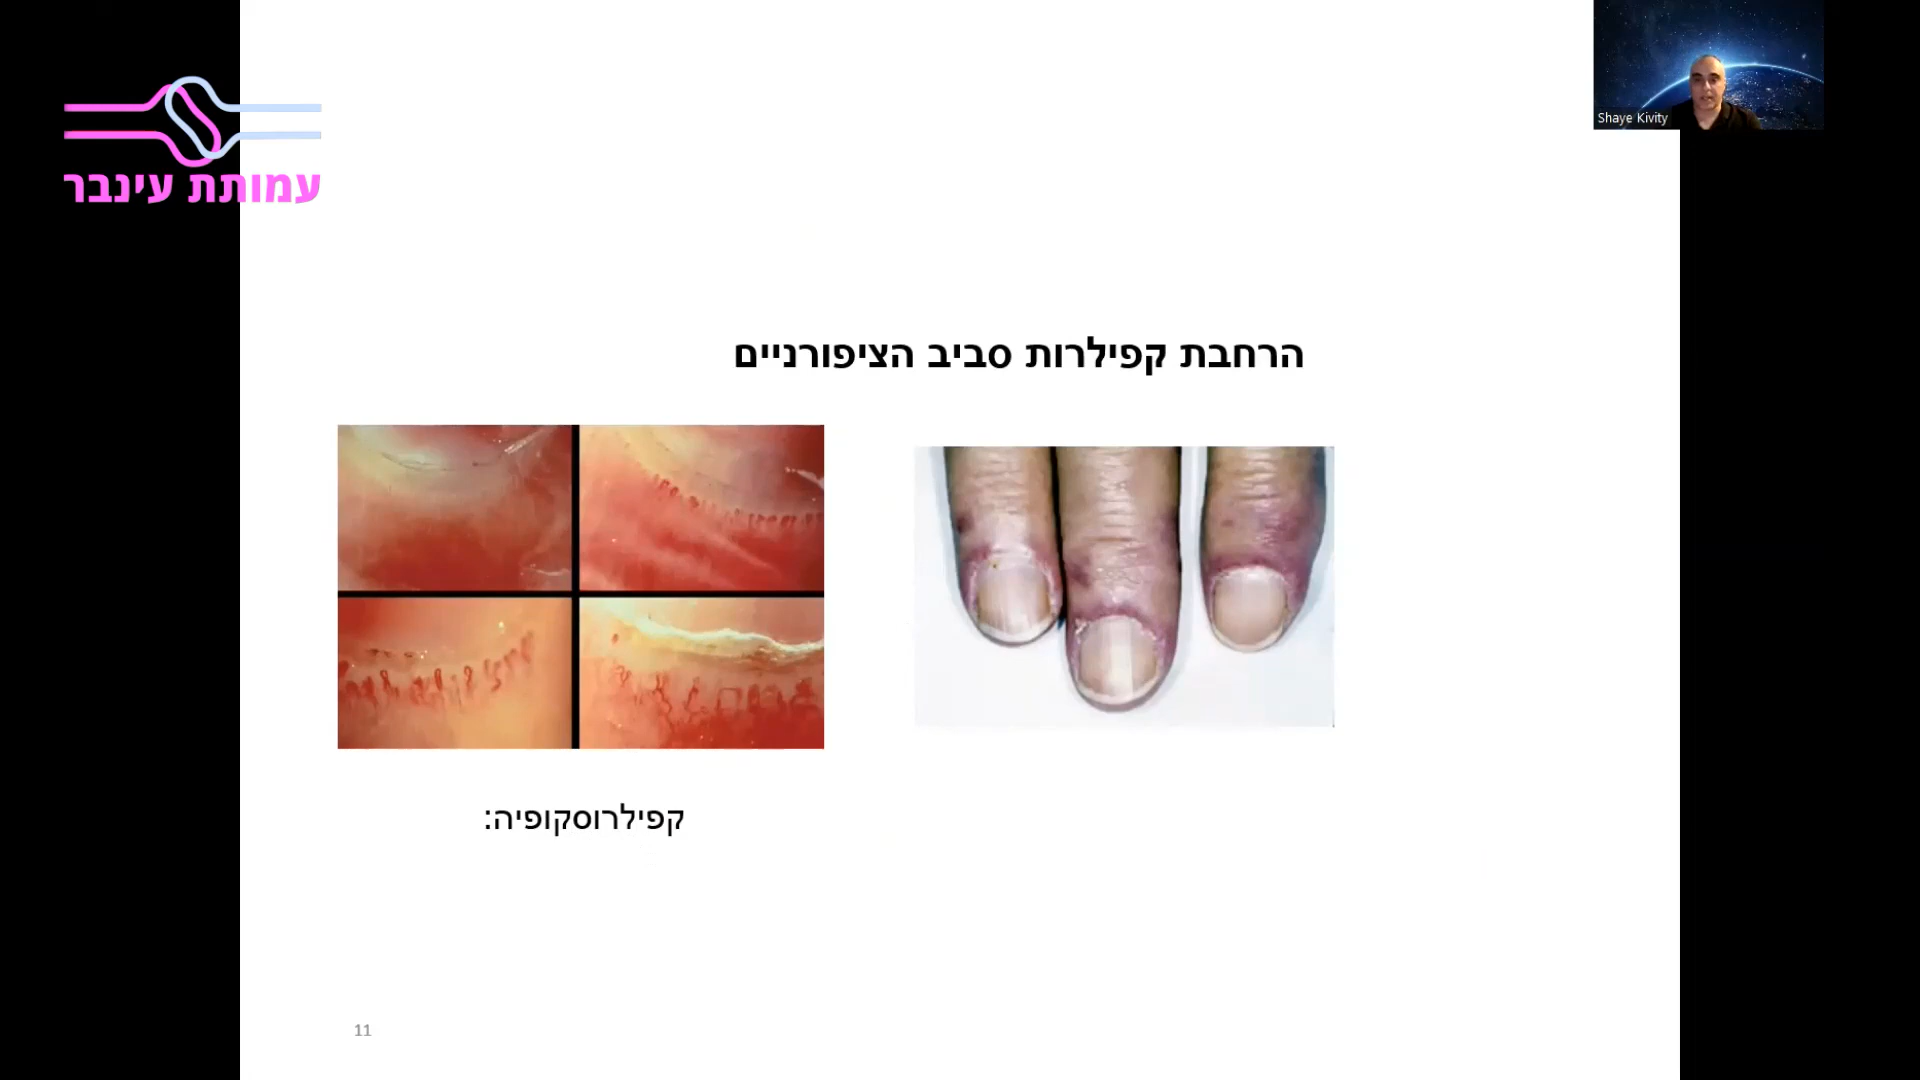 עמותת עינבר
Shaye Kivity
הרחבת קפילרות סביב הציפורניים
קפילרוסקופיה:
11